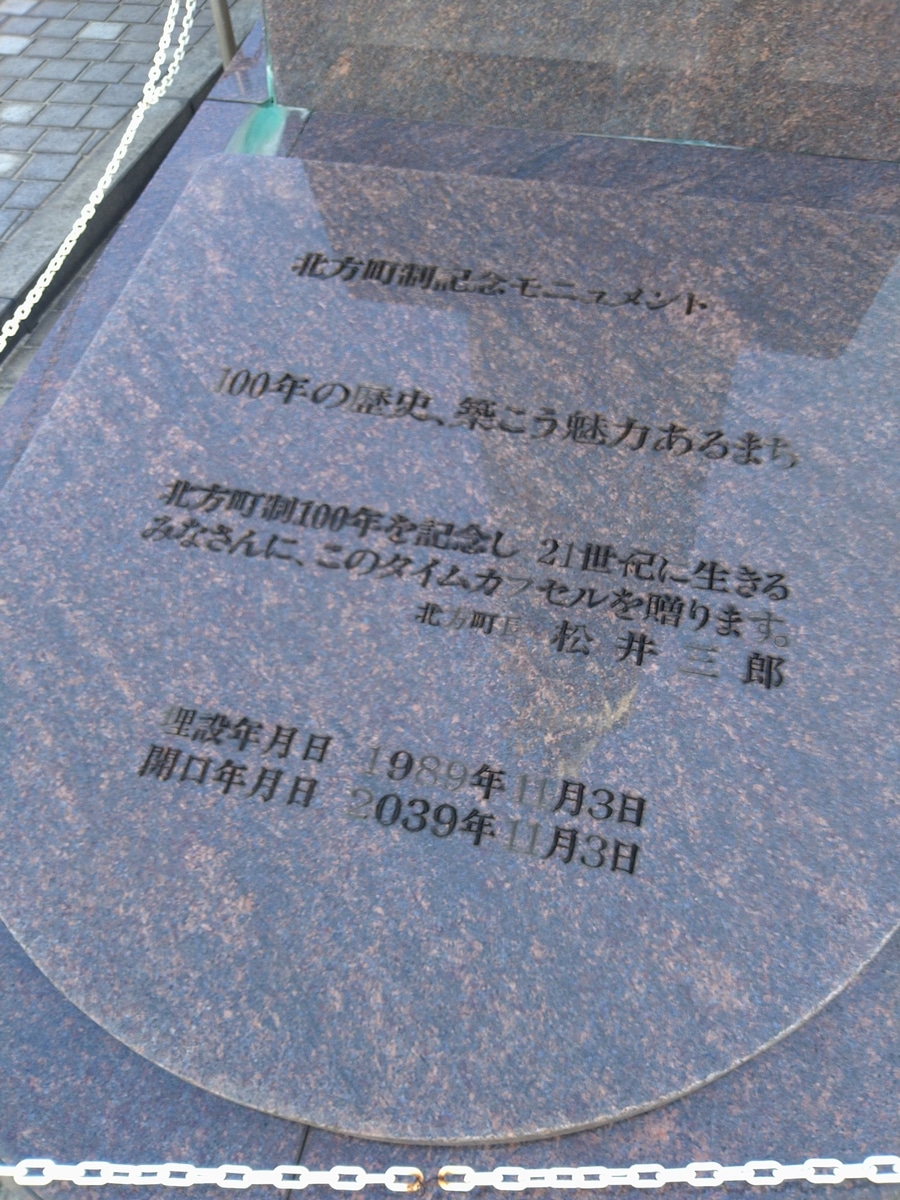 北方町制記念モニュメント
100年の歴史、築こう魅力あるまち
北方町制100年を記念し 21世紀に生きる
みなさんに、このタイムカプセルを贈ります。
北方町長 松井三郎
埋設年月日 1989年11月3日
開口年月日 2039年11月3日